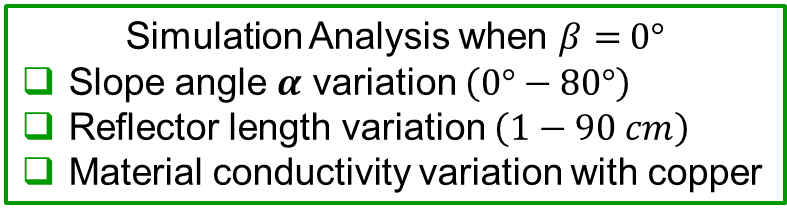 Simulation Analysis when β = 0°
❑ Slope angle α variation (0° − 80°)
❑ Reflector length variation (1 − 90 cm)
❑ Material conductivity variation with copper